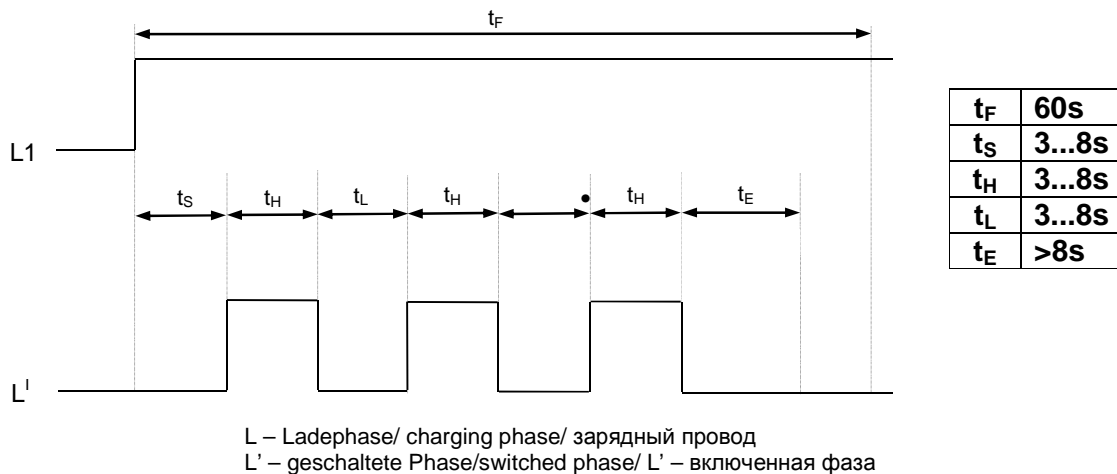 tF
L1
tS tH tL tH tH tE
L'
tF 60s
tS 3...8s
tH 3...8s
tL 3...8s
tE >8s
L – Ladephase/ charging phase/ зарядный провод
L' – geschaltete Phase/switched phase/ L' – включенная фаза